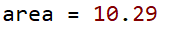 area = 10.29